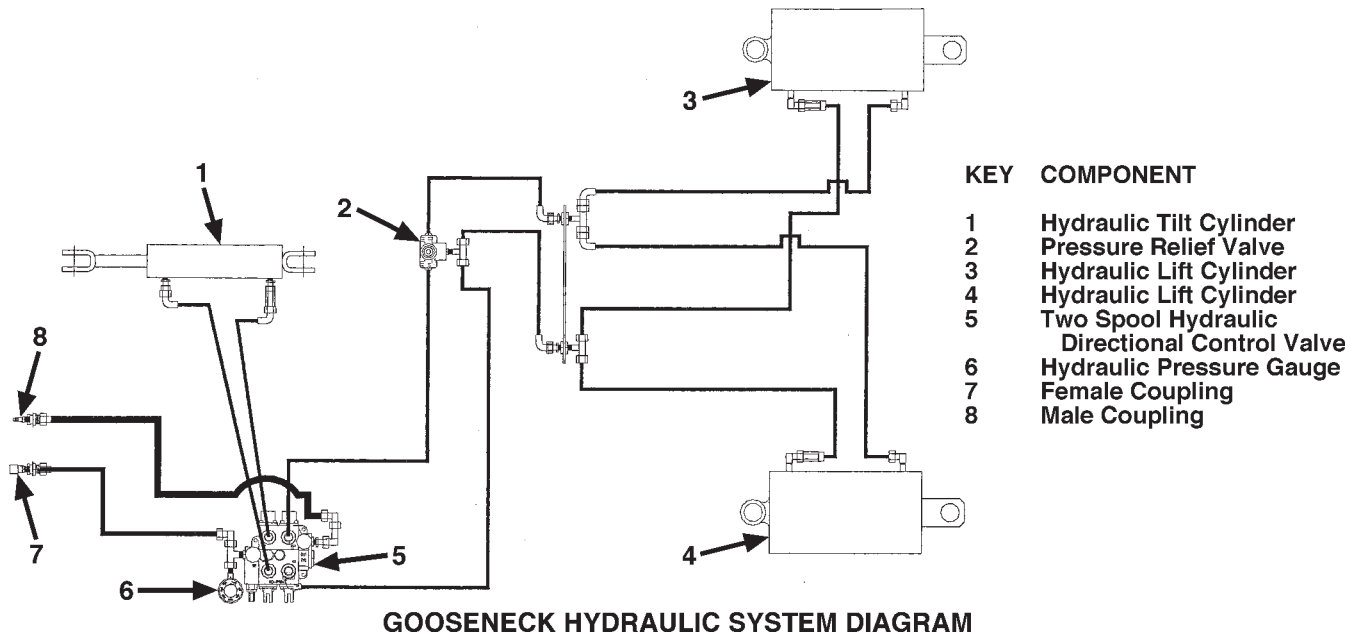 3
1
2
8
7
6
5
4
KEY COMPONENT
1 Hydraulic Tilt Cylinder
2 Pressure Relief Valve
3 Hydraulic Lift Cylinder
4 Hydraulic Lift Cylinder
5 Two Spool Hydraulic
Directional Control Valve
6 Hydraulic Pressure Gauge
7 Female Coupling
8 Male Coupling
GOOSENECK HYDRAULIC SYSTEM DIAGRAM